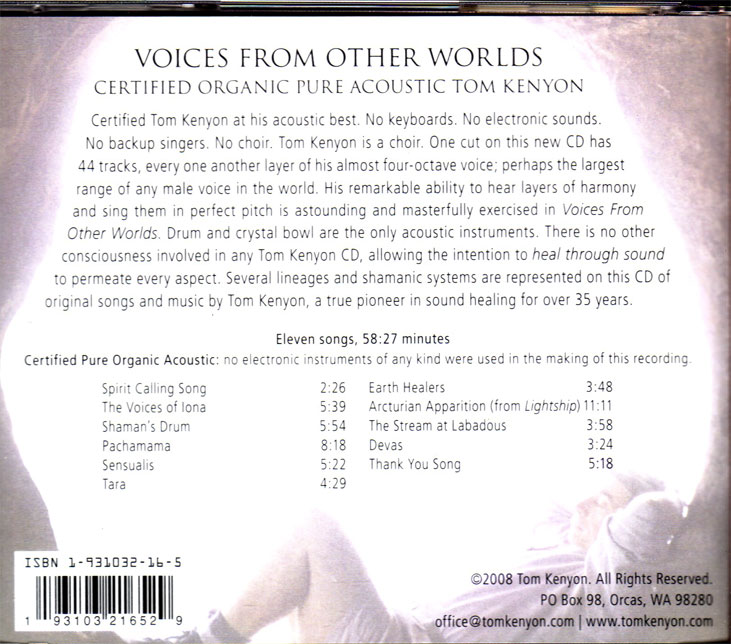 VOICES FROM OTHER WORLDS
CERTIFIED ORGANIC PURE ACOUSTIC TOM KENYON
Certified Tom Kenyon at his acoustic best. No keyboards. No electronic sounds.
No backup singers. No choir. Tom Kenyon is a choir. One cut on this new CD has
44 tracks, every one another layer of his almost four-octave voice; perhaps the largest
range of any male voice in the world. His remarkable ability to hear layers of harmony
and sing them in perfect pitch is astounding and masterfully exercised in Voices From
Other Worlds. Drum and crystal bowl are the only acoustic instruments. There is no other
consciousness involved in any Tom Kenyon CD, allowing the intention to heal through sound
to permeate every aspect. Several lineages and shamanic systems are represented on this CD of
original songs and music by Tom Kenyon, a true pioneer in sound healing for over 35 years.
Eleven songs, 58:27 minutes
Certified Pure Organic Acoustic: no electronic instruments of any kind were used in the making of this recording.
Spirit Calling Song 2:26
The Voices of Iona 5:39
Shaman's Drum 5:54
Pachamama 8:18
Sensualis 5:22
Tara 4:29
Earth Healers 3:48
Arcturian Apparition (from Lightship) 11:11
The Stream at Labadous 3:58
Devas 3:24
Thank You Song 5:18
ISBN 1-931032-16-5
1 93103 21652 9
©2008 Tom Kenyon. All Rights Reserved.
PO Box 98, Orcas, WA 98280
office@tomkenyon.com | www.tomkenyon.com